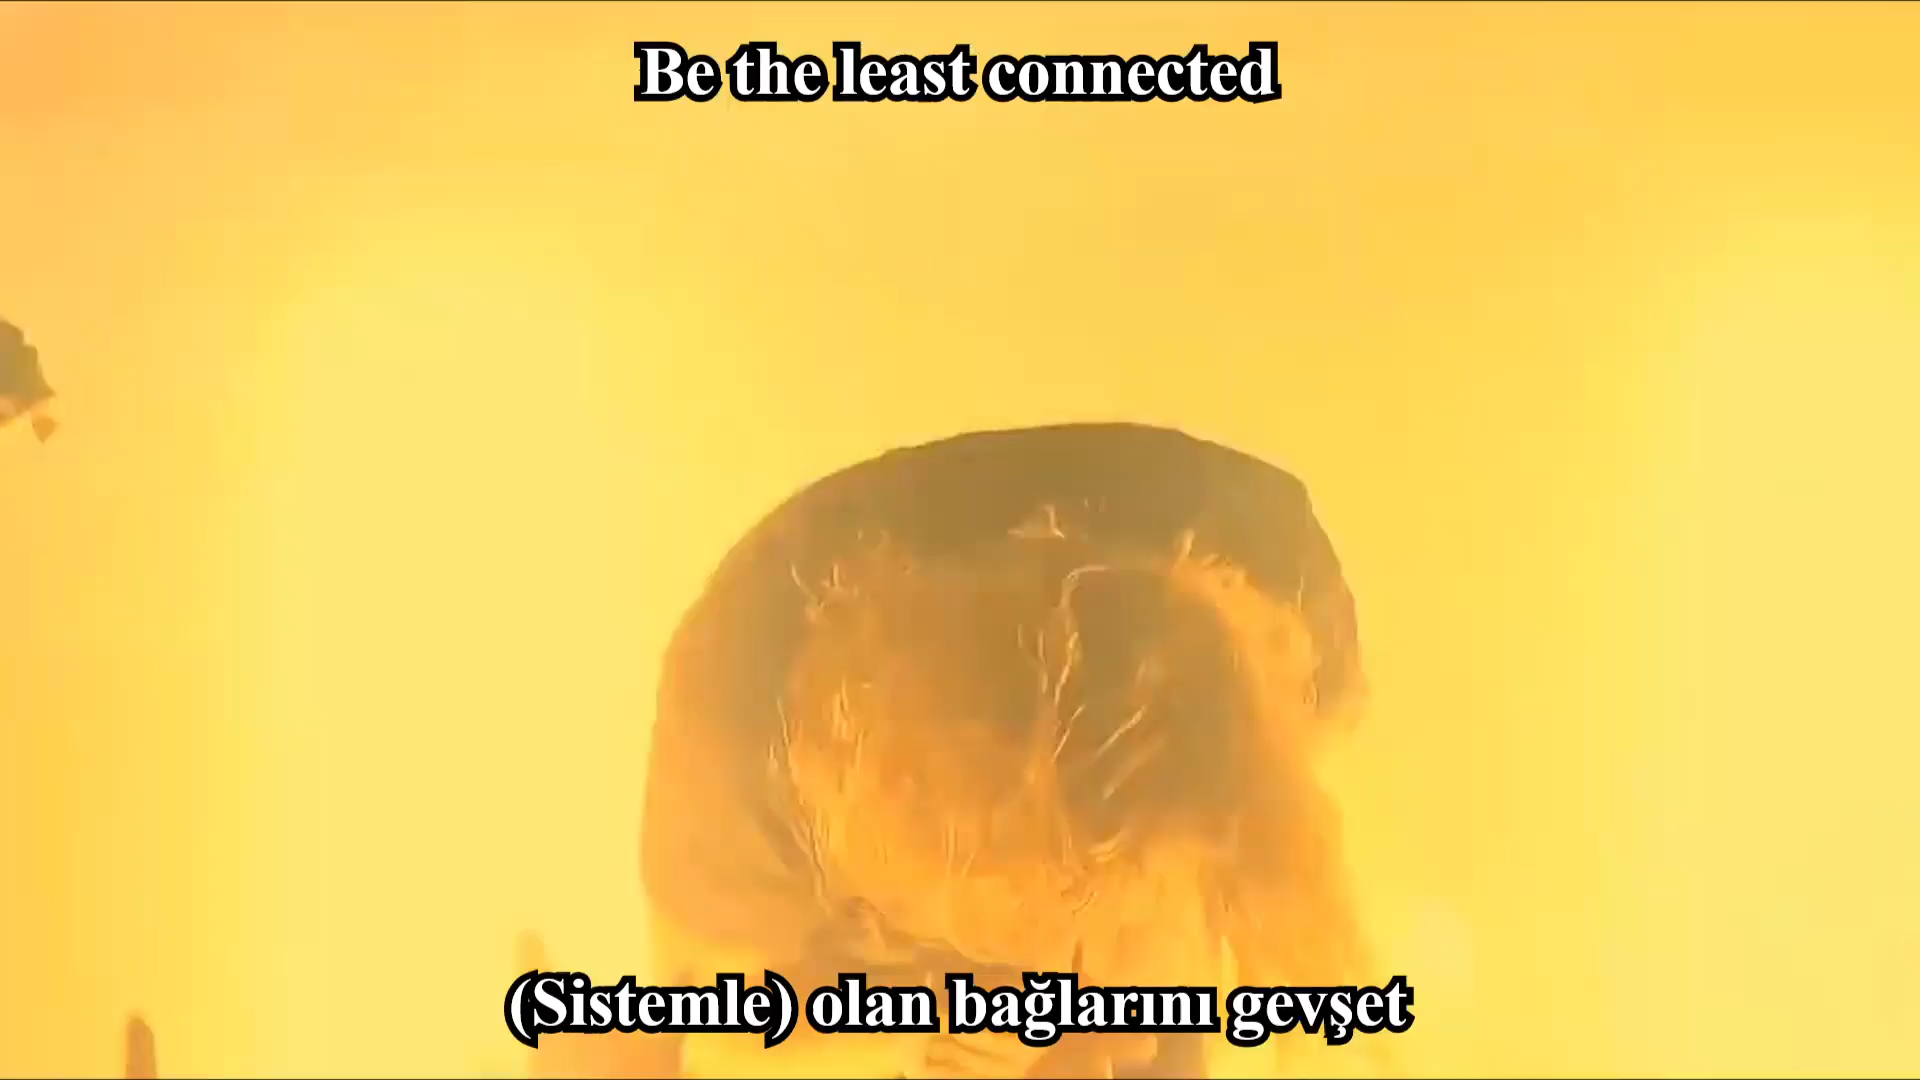 Be the least connected
(Sistemle) olan bağlarını gevşet